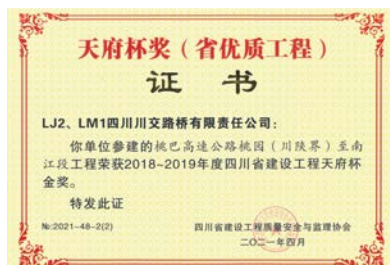 天府杯奖（省优质工程）
证 书
LJ2、LM1四川川交路桥有限责任公司：
你单位参建的桃巴高速公路桃园（川陕界）至南
江段工程荣获2018~2019年度四川省建设工程天府杯
金奖。
特发此证
№:2021-48-2(2)
四川省建设工程质量安全与监理协会
二〇二一年四月